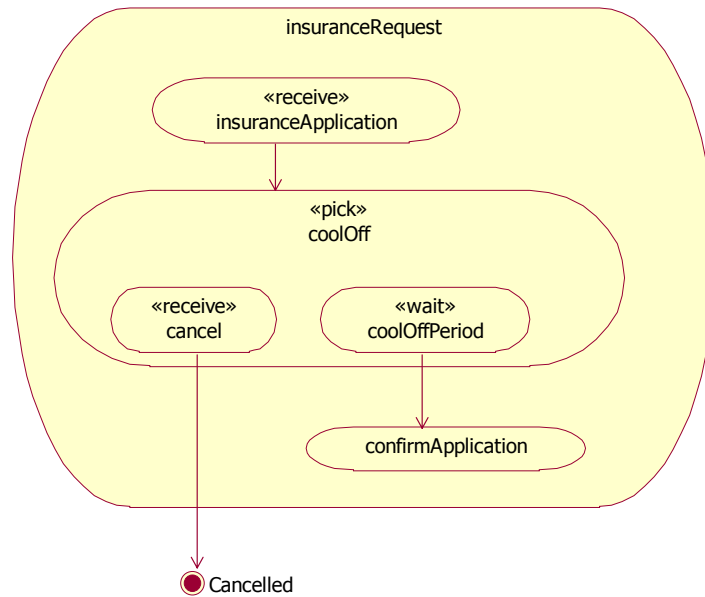 insuranceRequest
«receive»
insuranceApplication
«pick»
coolOff
«receive»
cancel
«wait»
coolOffPeriod
confirmApplication
Cancelled